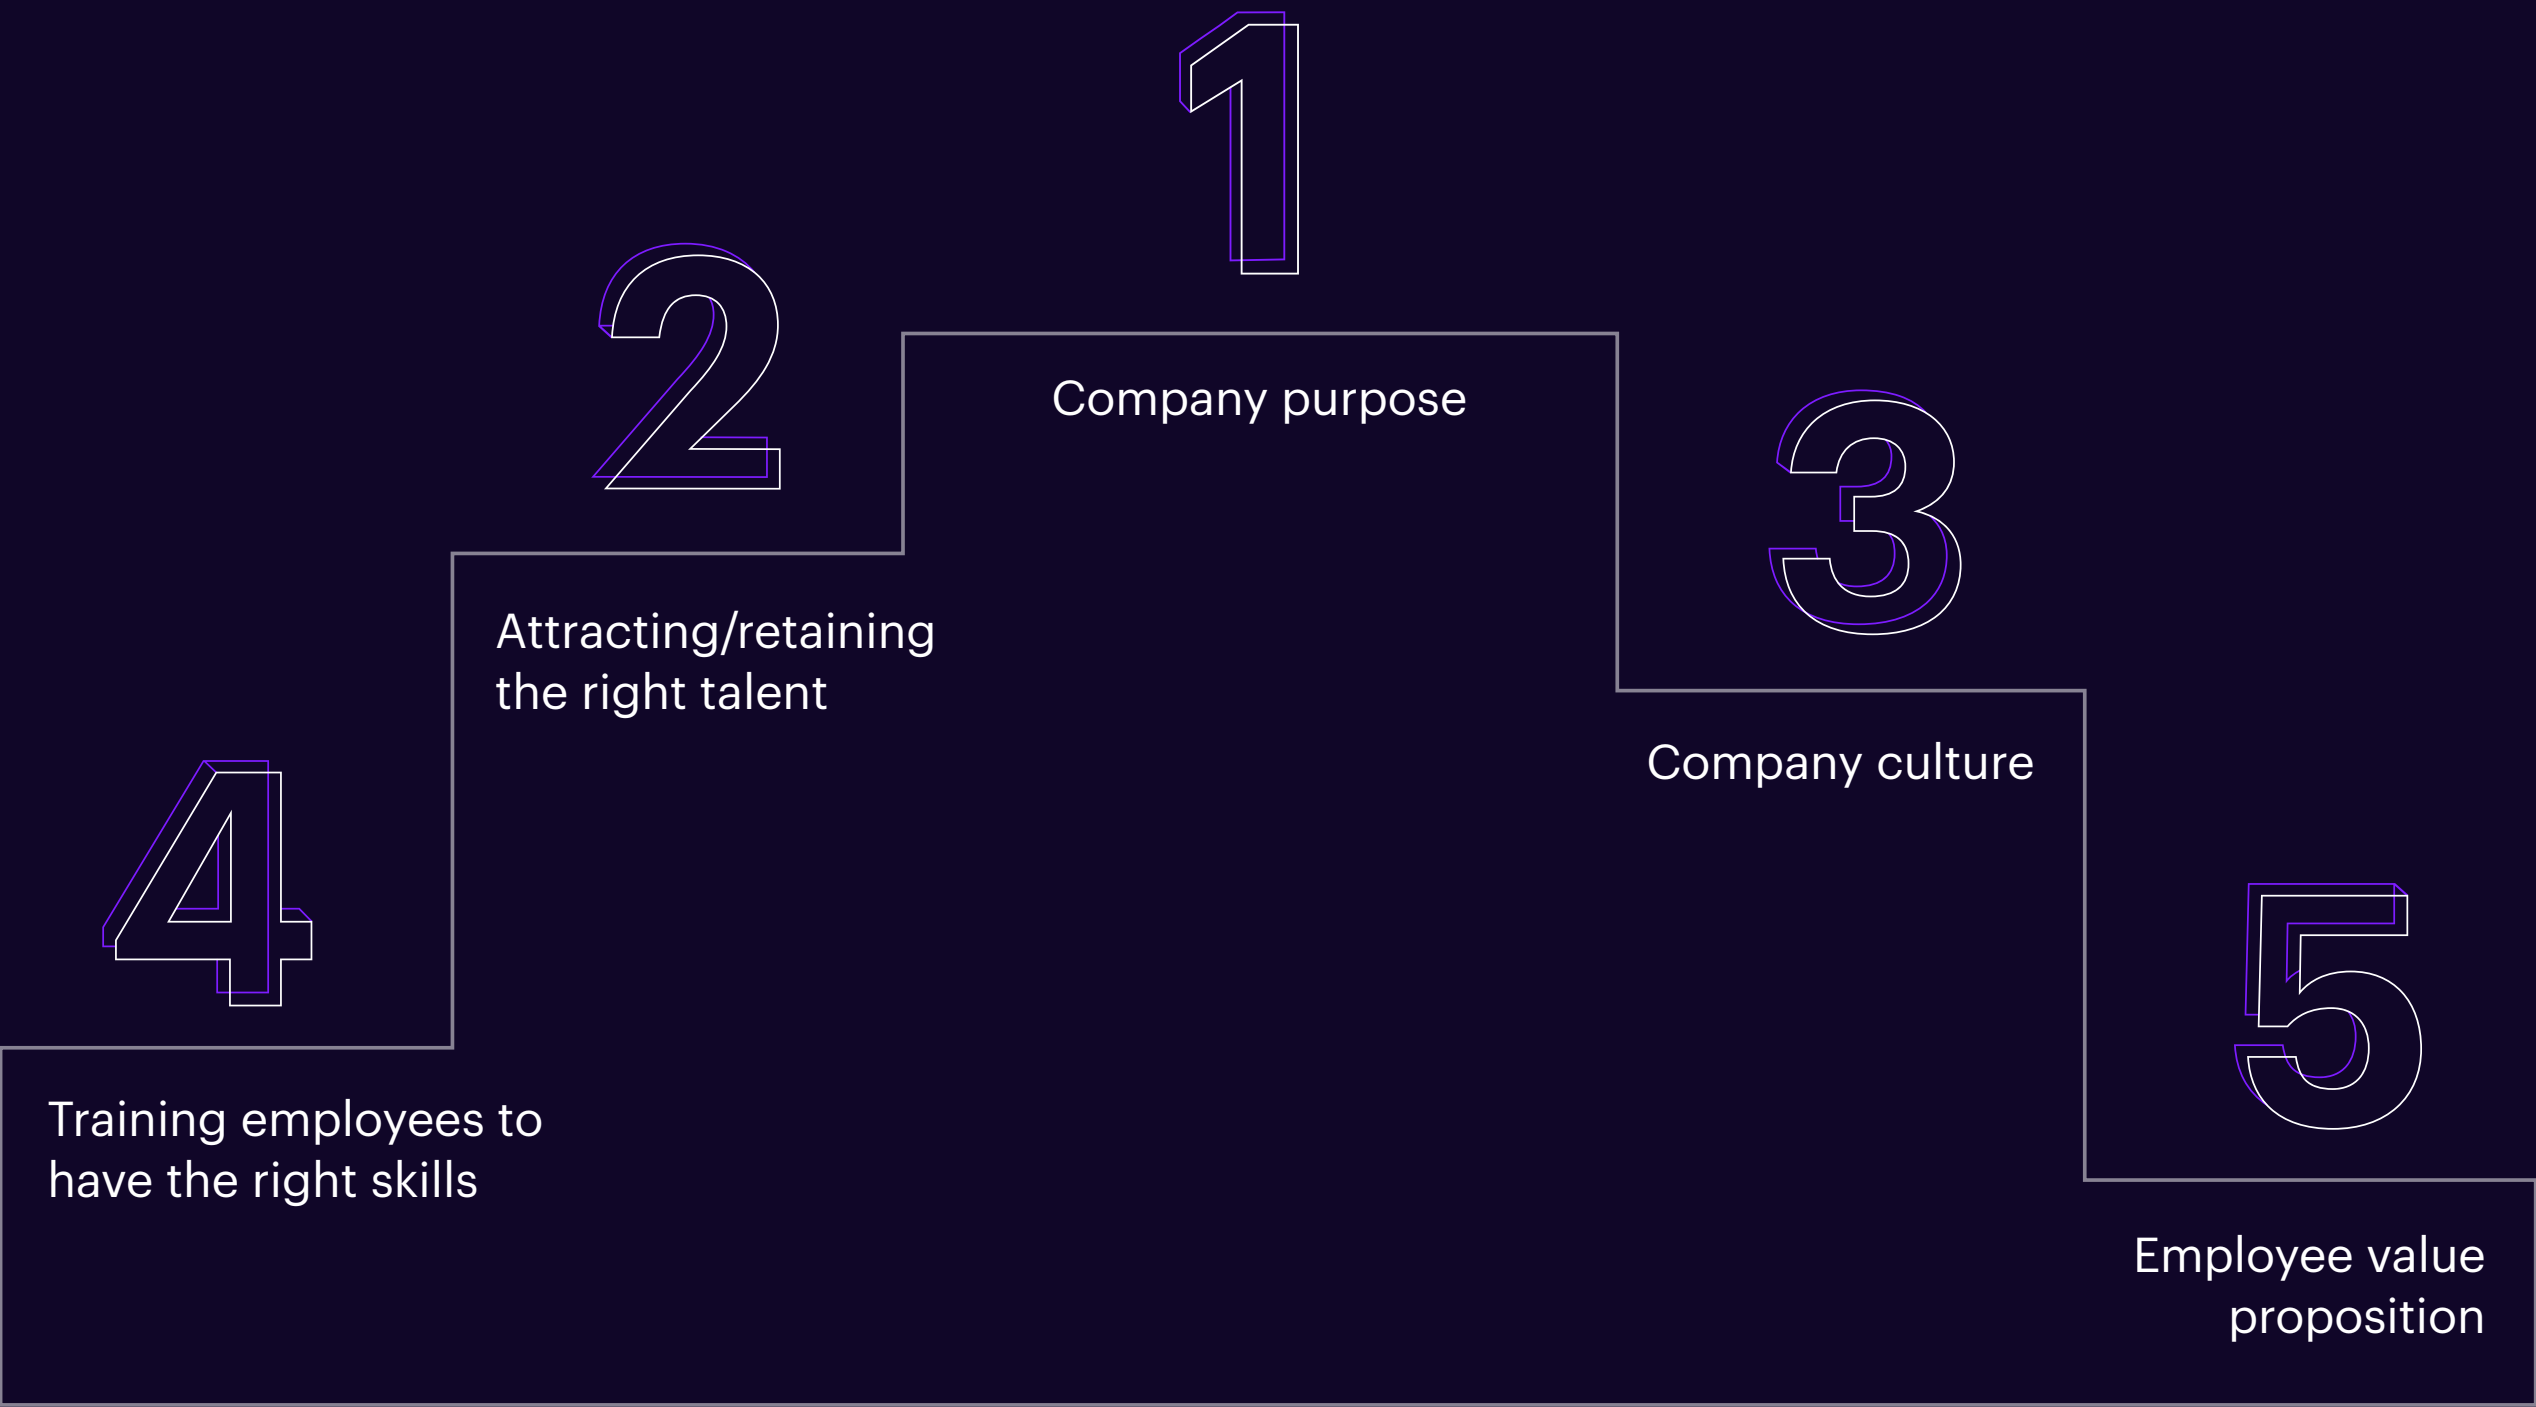 1
Company purpose
2
Attracting/retaining
the right talent
3
Company culture
4
Training employees to
have the right skills
5
Employee value
proposition